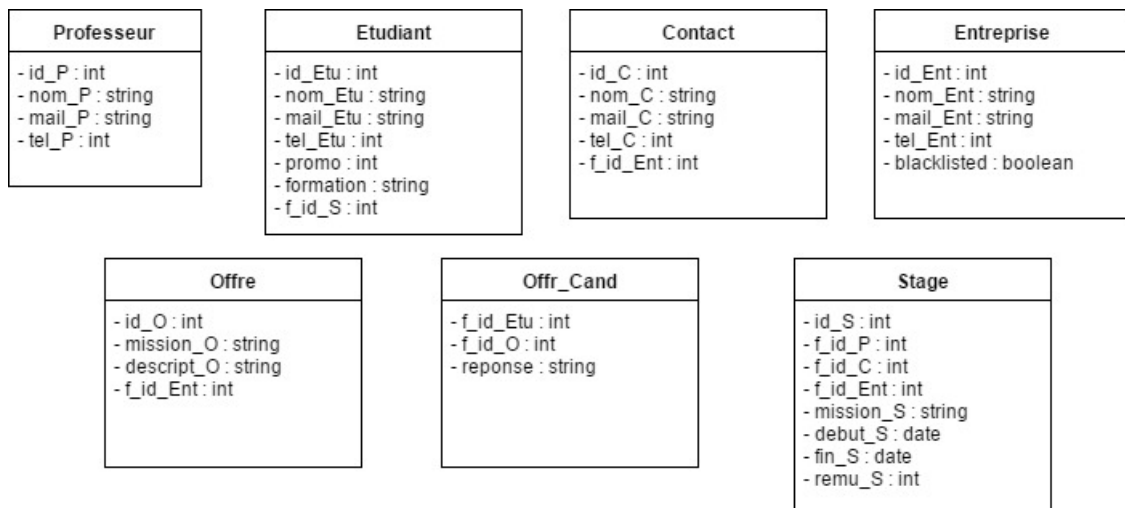 Professeur
- id_P : int
- nom_P : string
- mail_P : string
- tel_P : int
Etudiant
- id_Etu : int
- nom_Etu : string
- mail_Etu : string
- tel_Etu : int
- promo : int
- formation : string
- f_id_S : int
Contact
- id_C : int
- nom_C : string
- mail_C : string
- tel_C : int
- f_id_Ent : int
Entreprise
- id_Ent : int
- nom_Ent : string
- mail_Ent : string
- tel_Ent : int
- blacklisted : boolean
Offre
- id_O : int
- mission_O : string
- descript_O : string
- f_id_Ent : int
Offr_Cand
- f_id_Etu : int
- f_id_O : int
- reponse : string
Stage
- id_S : int
- f_id_P : int
- f_id_C : int
- f_id_Ent : int
- mission_S : string
- debut_S : date
- fin_S : date
- remu_S : int